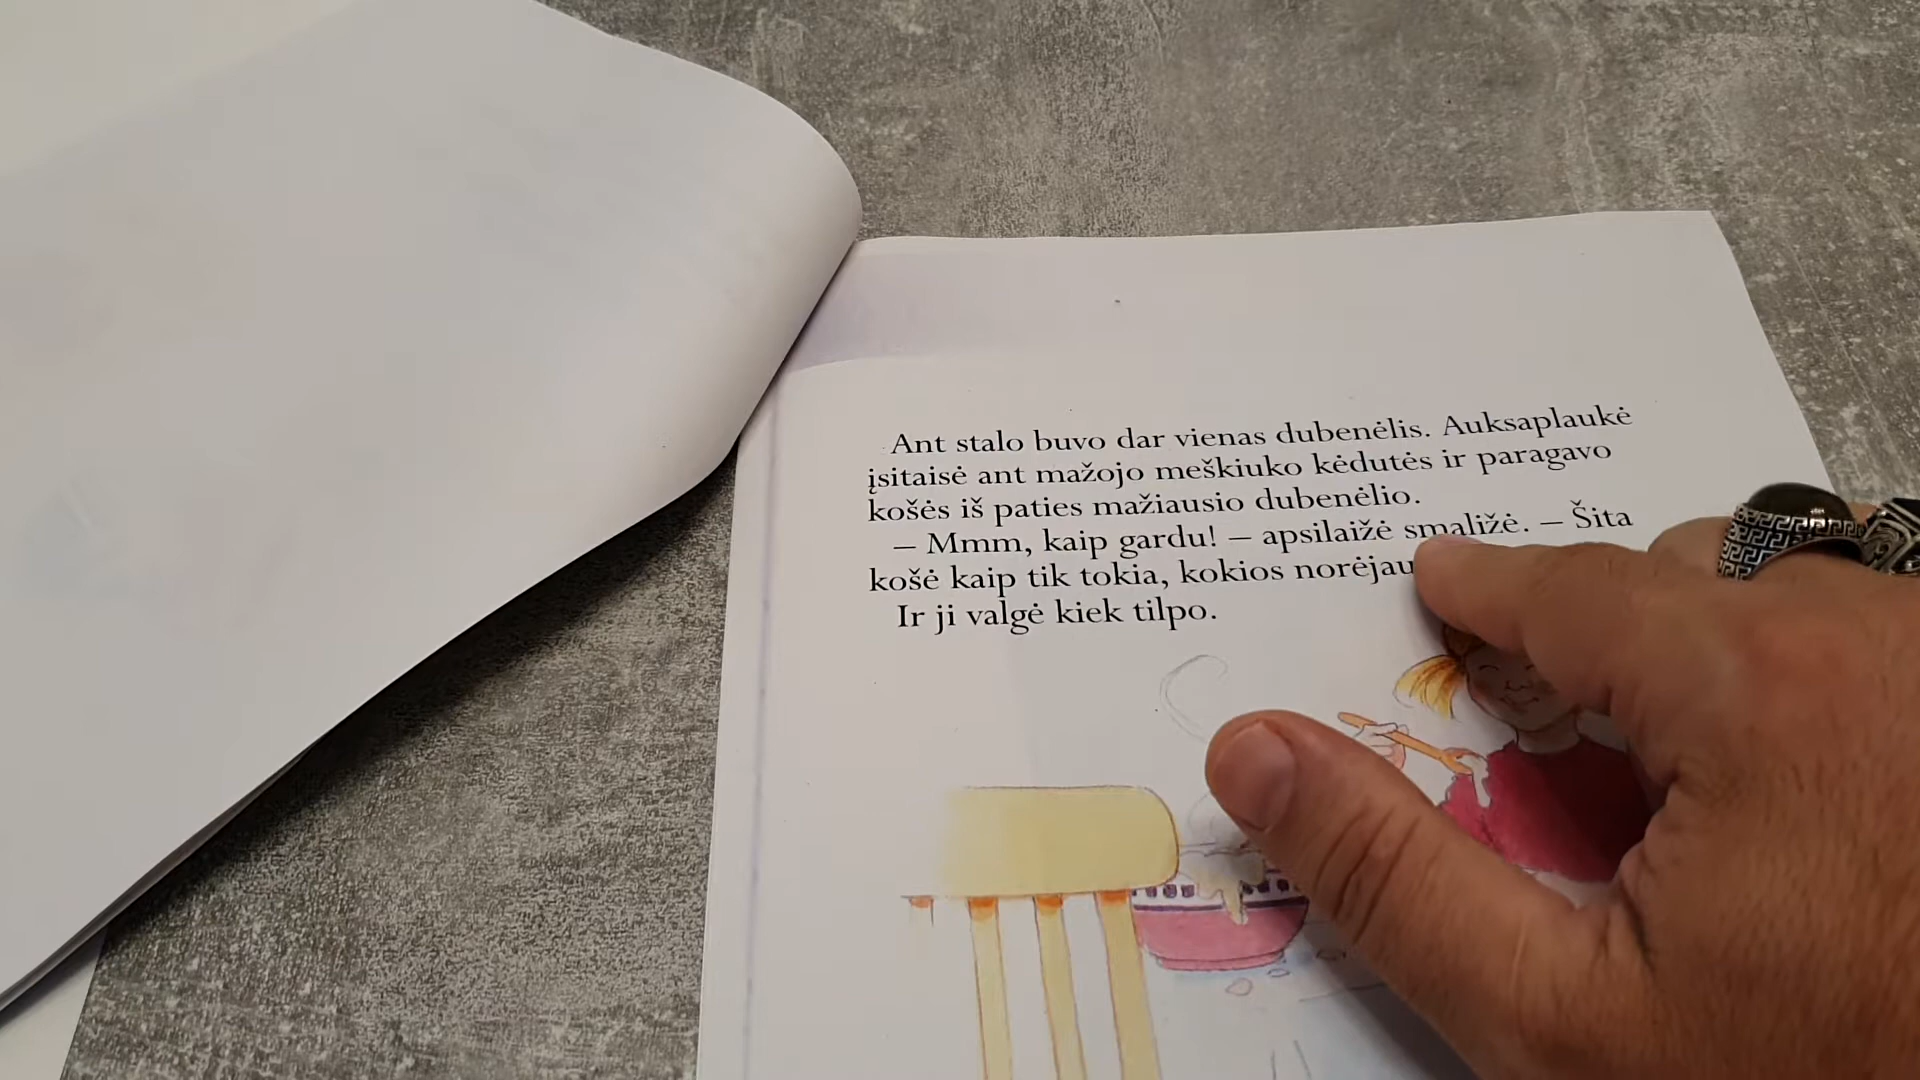 Ant stalo buvo dar vienas dubenėlis. Auksaplaukė
įsitaisė ant mažojo meškiuko kėdutės ir paragavo
košės iš paties mažiausio dubenėlio.
– Mmm, kaip gardu! – apsilaižė smaližė. – Šita
košė kaip tik tokia, kokios
Ir ji valgė kiek tilpo.